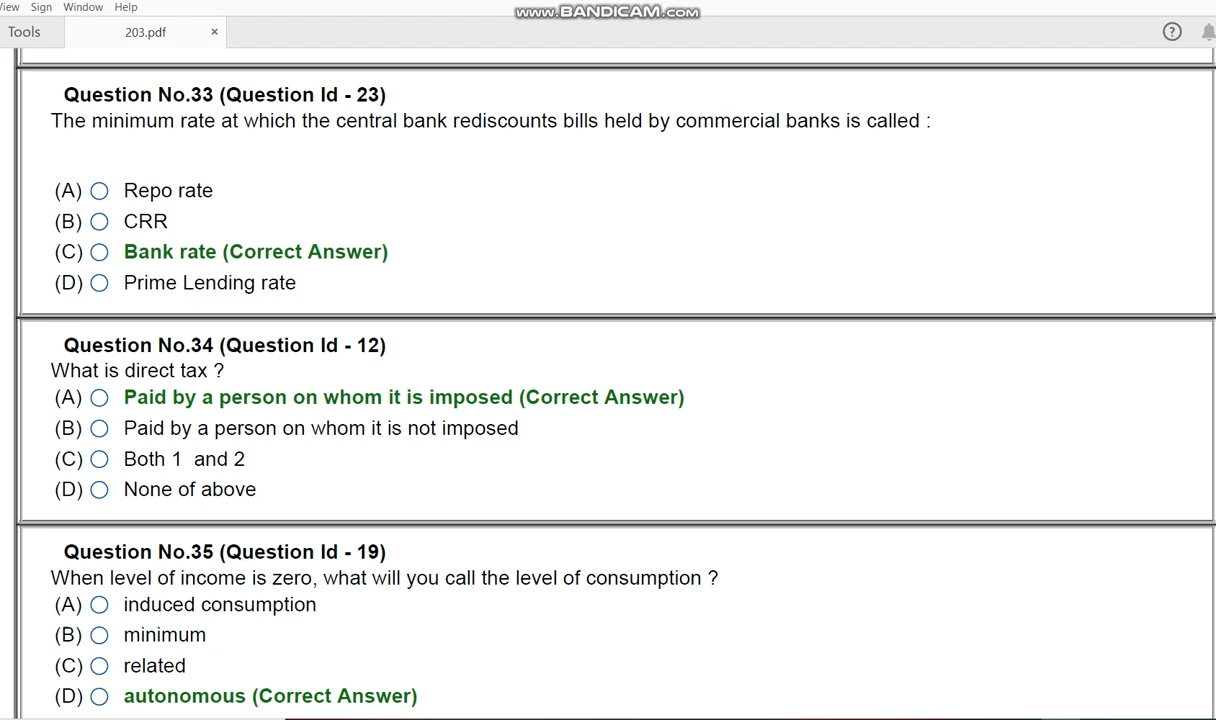 View Sign Window Help
www.BANDICAM.com
Tools 203.pdf × ?
Question No.33 (Question Id - 23)
The minimum rate at which the central bank rediscounts bills held by commercial banks is called :
(A) Repo rate
(B) CRR
(C) Bank rate (Correct Answer)
(D) Prime Lending rate
Question No.34 (Question Id - 12)
What is direct tax ?
(A) Paid by a person on whom it is imposed (Correct Answer)
(B) Paid by a person on whom it is not imposed
(C) Both 1 and 2
(D) None of above
Question No.35 (Question Id - 19)
When level of income is zero, what will you call the level of consumption ?
(A) induced consumption
(B) minimum
(C) related
(D) autonomous (Correct Answer)